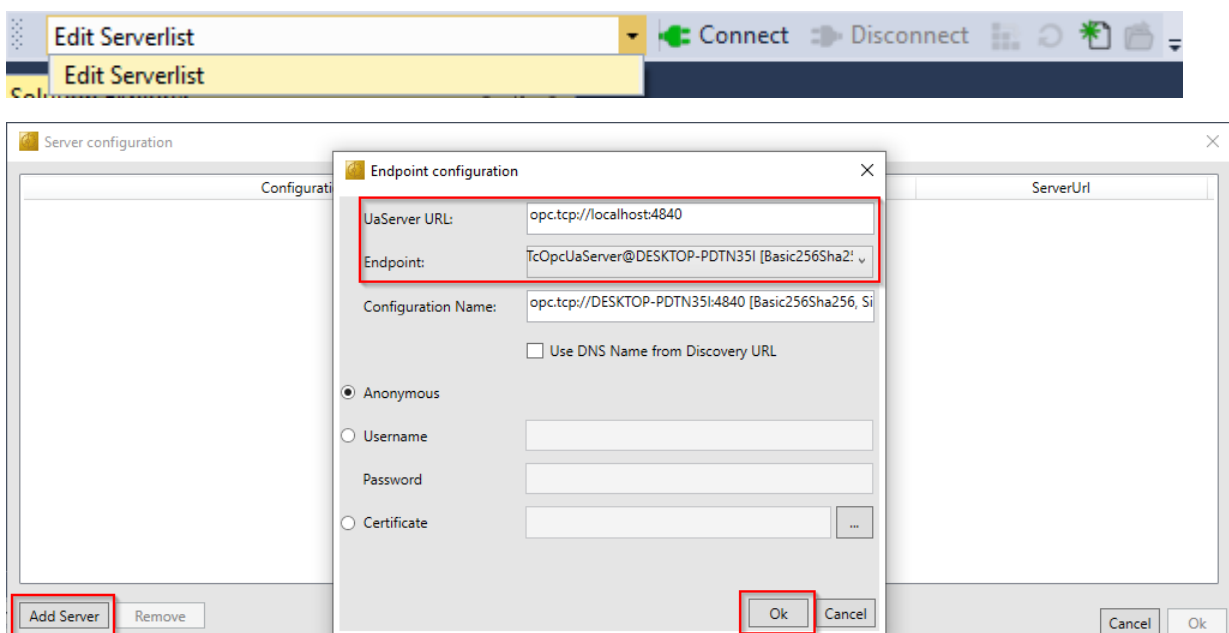 Edit Serverlist
Connect
Disconnect
Edit Serverlist
Server configuration
ServerUrl
Endpoint configuration
UaServer URL:
opc.tcp://localhost:4840
Endpoint:
TcOpcUaServer@DESKTOP-PDTN35I [Basic256Sha2
Configuration Name:
opc.tcp://DESKTOP-PDTN35I:4840 [Basic256Sha256, Si
Use DNS Name from Discovery URL
Anonymous
Username
Password
Certificate
...
Ok
Cancel
Add Server
Remove
Cancel
Ok